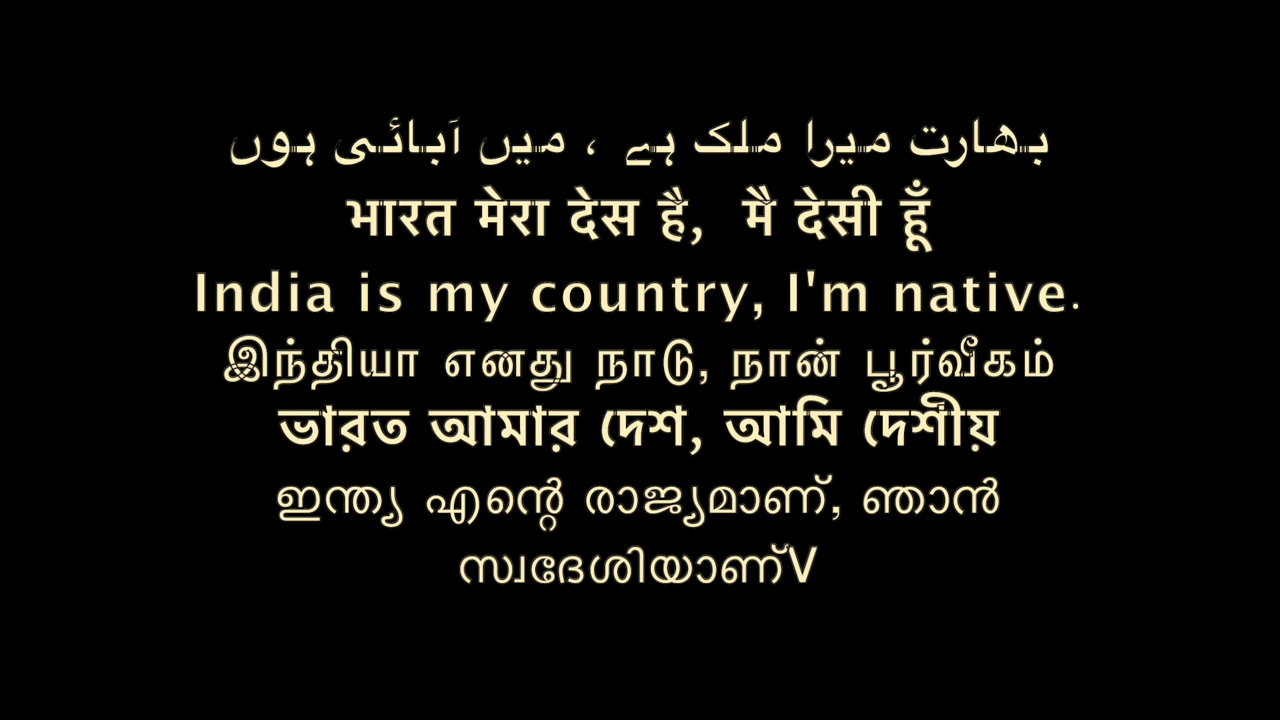 بھارت میرا ملک ہے ، میں آبائی ہوں
भारत मेरा देस है, मै देसी हूँ
India is my country, I'm native.
இந்தியா எனது நாடு, நான் பூர்வீகம்
ভারত আমার দেশ, আমি দেশীয়
ഇന്ത്യ എന്റെ രാജ്യമാണ്, ഞാൻ
സ്വദേശിയാണ്V